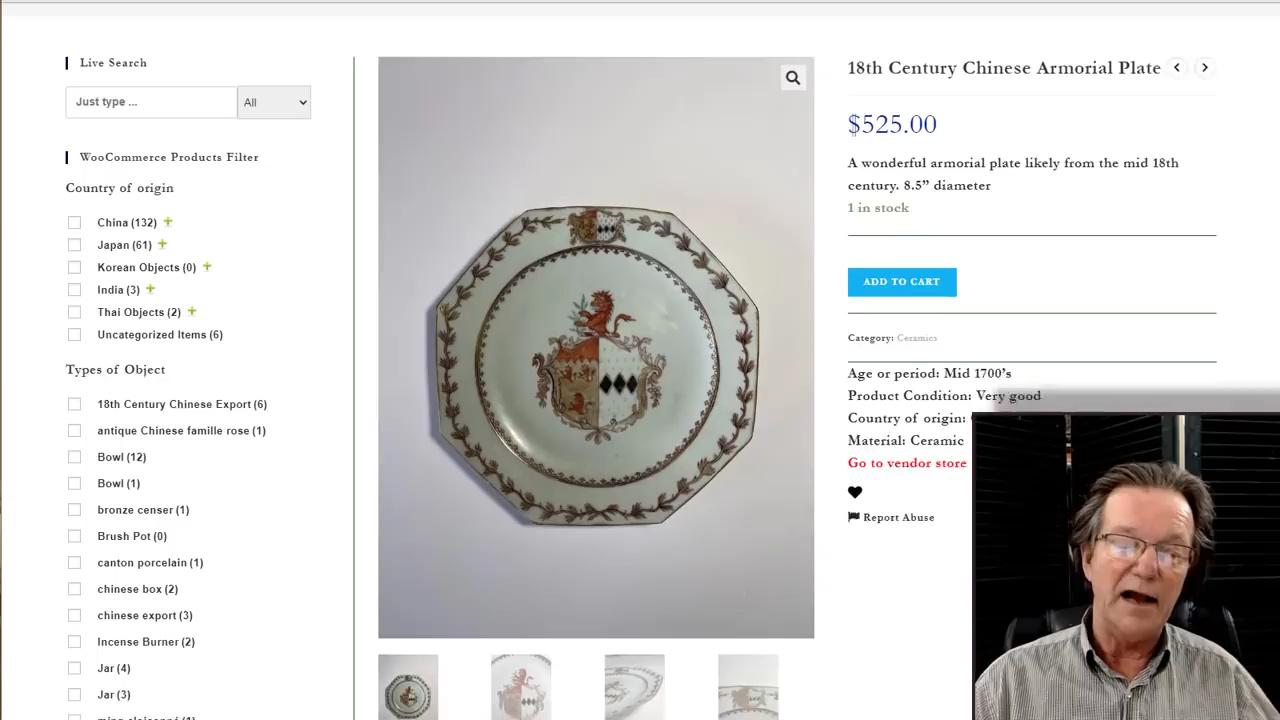 Live Search
Just type ...
All
WooCommerce Products Filter
Country of origin
China (132)
Japan (61)
Korean Objects (0)
India (3)
Thai Objects (2)
Uncategorized Items (6)
Types of Object
18th Century Chinese Export (6)
antique Chinese famille rose (1)
Bowl (12)
Bowl (1)
bronze censer (1)
Brush Pot (0)
canton porcelain (1)
chinese box (2)
chinese export (3)
Incense Burner (2)
Jar (4)
Jar (3)
18th Century Chinese Armorial Plate
$525.00
A wonderful armorial plate likely from the mid 18th
century. 8.5” diameter
1 in stock
ADD TO CART
Category: Ceramics
Age or period: Mid 1700’s
Product Condition: Very good
Country of origin:
Material: Ceramic
Go to vendor store
Report Abuse